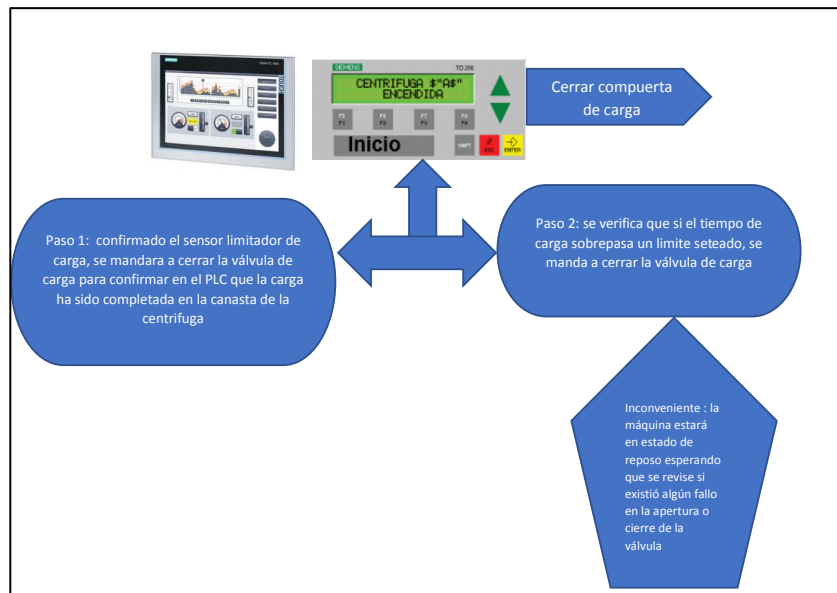 SIEMENS
TD 200
CENTRIFUGA $"A$"
ENCENDIDA
F5 F6 F7 F8
F1 F2 F3 F4
Inicio
SHIFT
ESC
ENTER
Cerrar compuerta
de carga
Paso 1: confirmado el sensor limitador de
carga, se mandara a cerrar la válvula de
carga para confirmar en el PLC que la carga
ha sido completada en la canasta de la
centrifuga
Paso 2: se verifica que si el tiempo de
carga sobrepasa un limite seteado, se
manda a cerrar la válvula de carga
Inconveniente : la
máquina estará
en estado de
reposo esperando
que se revise si
existió algún fallo
en la apertura o
cierre de la
válvula